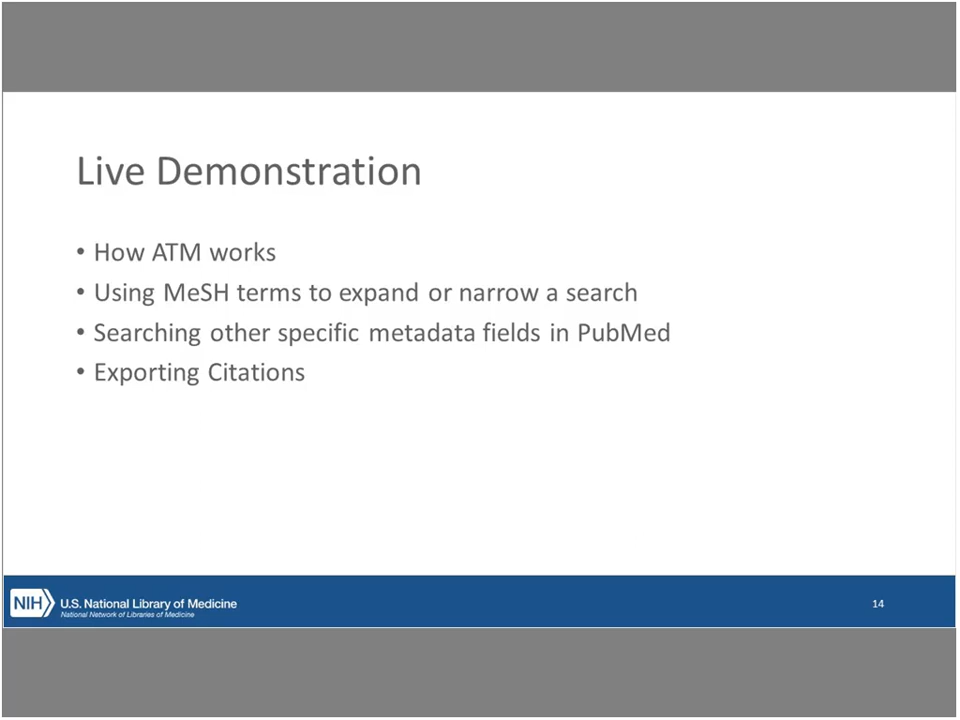 Live Demonstration
• How ATM works
• Using MeSH terms to expand or narrow a search
• Searching other specific metadata fields in PubMed
• Exporting Citations
NIH U.S. National Library of Medicine
National Network of Libraries of Medicine
14